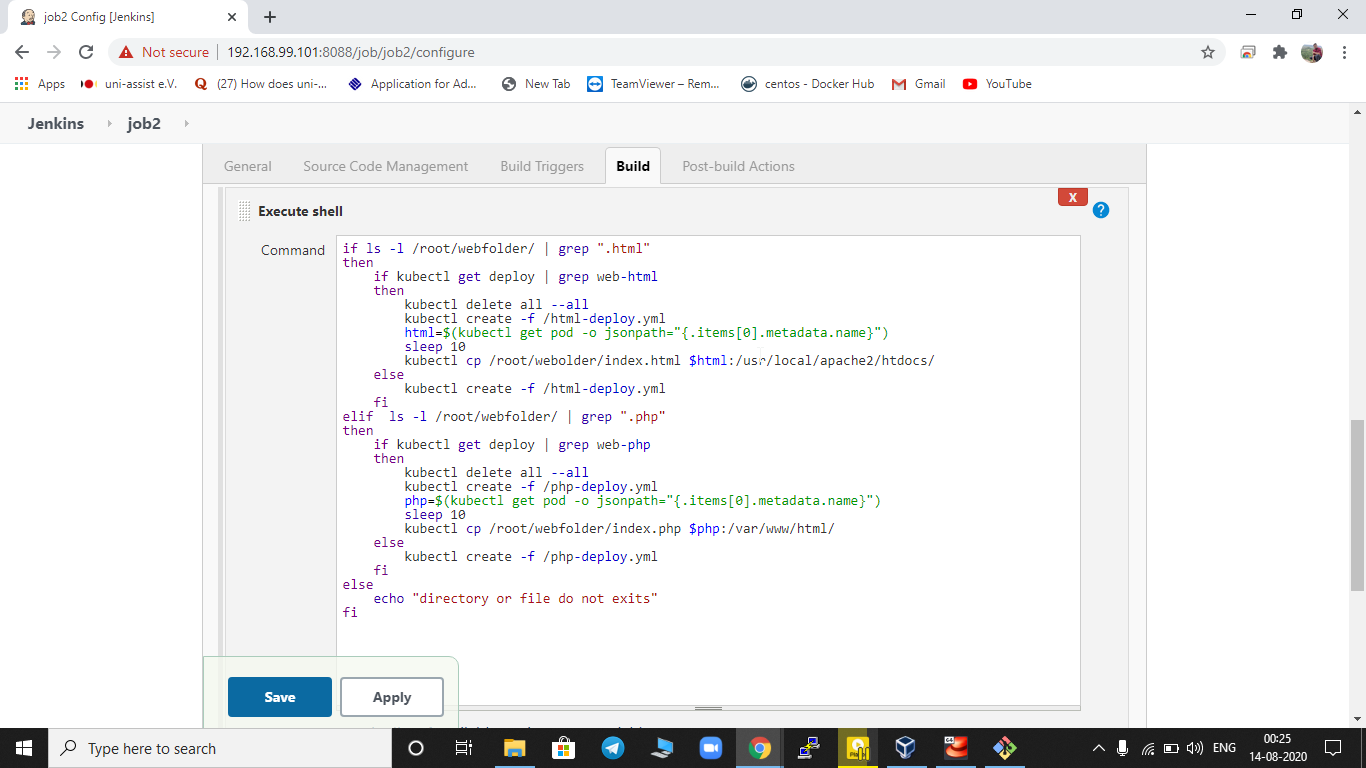 job2 Config [Jenkins]
Not secure | 192.168.99.101:8088/job/job2/configure
Apps uni-assist e.V. (27) How does uni-... Application for Ad... New Tab TeamViewer – Rem... centos - Docker Hub Gmail YouTube
Jenkins job2
General Source Code Management Build Triggers Build Post-build Actions
Execute shell
X
?
Command
if ls -l /root/webfolder/ | grep ".html"
then
    if kubectl get deploy | grep web-html
    then
        kubectl delete all --all
        kubectl create -f /html-deploy.yml
        html=$(kubectl get pod -o jsonpath="{.items[0].metadata.name}")
        sleep 10
        kubectl cp /root/webolder/index.html $html:/usr/local/apache2/htdocs/
    else
        kubectl create -f /html-deploy.yml
    fi
elif  ls -l /root/webfolder/ | grep ".php"
then
    if kubectl get deploy | grep web-php
    then
        kubectl delete all --all
        kubectl create -f /php-deploy.yml
        php=$(kubectl get pod -o jsonpath="{.items[0].metadata.name}")
        sleep 10
        kubectl cp /root/webfolder/index.php $php:/var/www/html/
    else
        kubectl create -f /php-deploy.yml
    fi
else
    echo "directory or file do not exits"
fi
Save Apply
Type here to search
ENG
00:25
14-08-2020